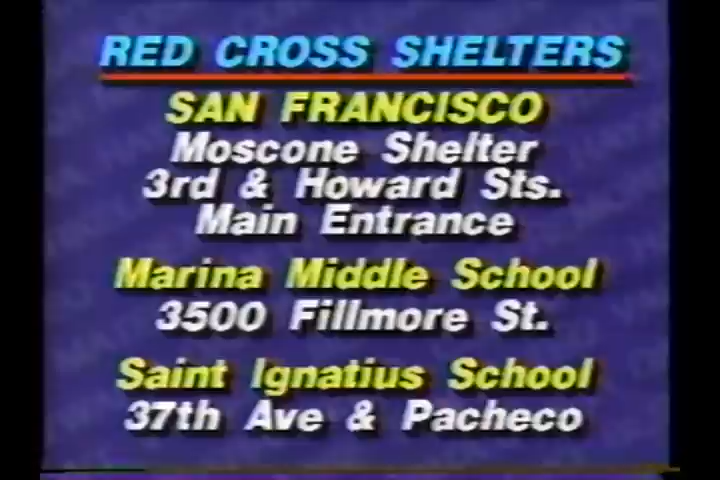 RED CROSS SHELTERS
SAN FRANCISCO
Moscone Shelter
3rd & Howard Sts.
Main Entrance
Marina Middle School
3500 Fillmore St.
Saint Ignatius School
37th Ave & Pacheco